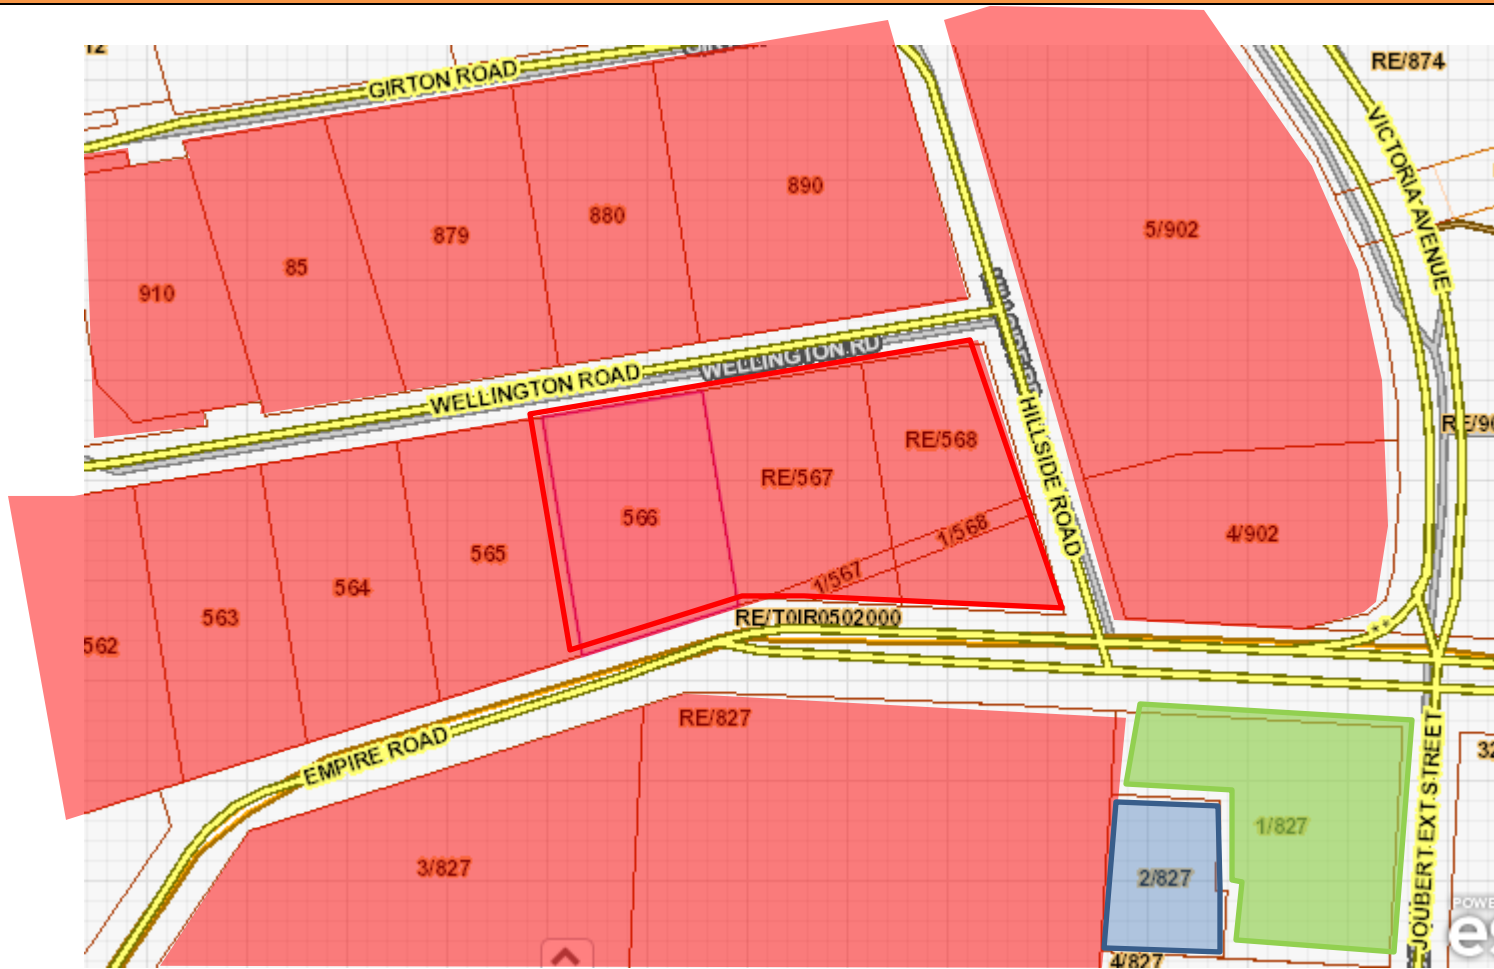 12
GIRTON ROAD
RE/874
VICTORIA AVENUE
890
880
879
5/902
85
910
WELLINGTON RD
WELLINGTON ROAD
HILLSIDE ROAD
RE/568
RE/567
566
565
564
563
562
1/568
1/567
4/902
RE/T0IR0502000
EMPIRE ROAD
RE/827
3/827
1/827
2/827
4/827
JOUBERT EXT STREET